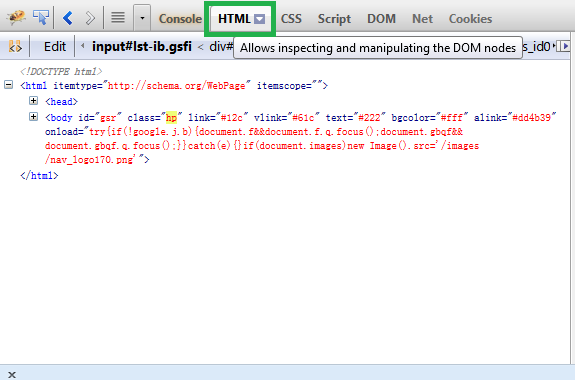 Console HTML CSS Script DOM Net Cookies
Edit input#lst-ib.gsfi < div# s_id0
Allows inspecting and manipulating the DOM nodes
<!DOCTYPE html>
<html itemtype="http://schema.org/WebPage" itemscope="">
<head>
<body id="gsr" class="hp" link="#12c" vlink="#61c" text="#222" bgcolor="#fff" alink="#dd4b39"
onload="try{if(!google.j.b){document.f&&document.f.q.focus();document.gbqf&&
document.gbqf.q.focus();}}catch(e){}if(document.images)new Image().src='/images
/nav_logo170.png'">
</html>
x